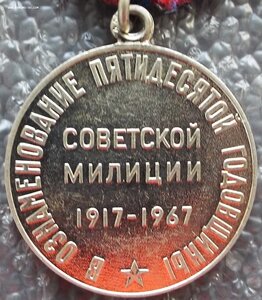 В ОЗНАМЕНОВАНИЕ ПЯТИДЕСЯТОЙ ГОДОВЩИНЫ
СОВЕТСКОЙ
МИЛИЦИИ
1917-1967